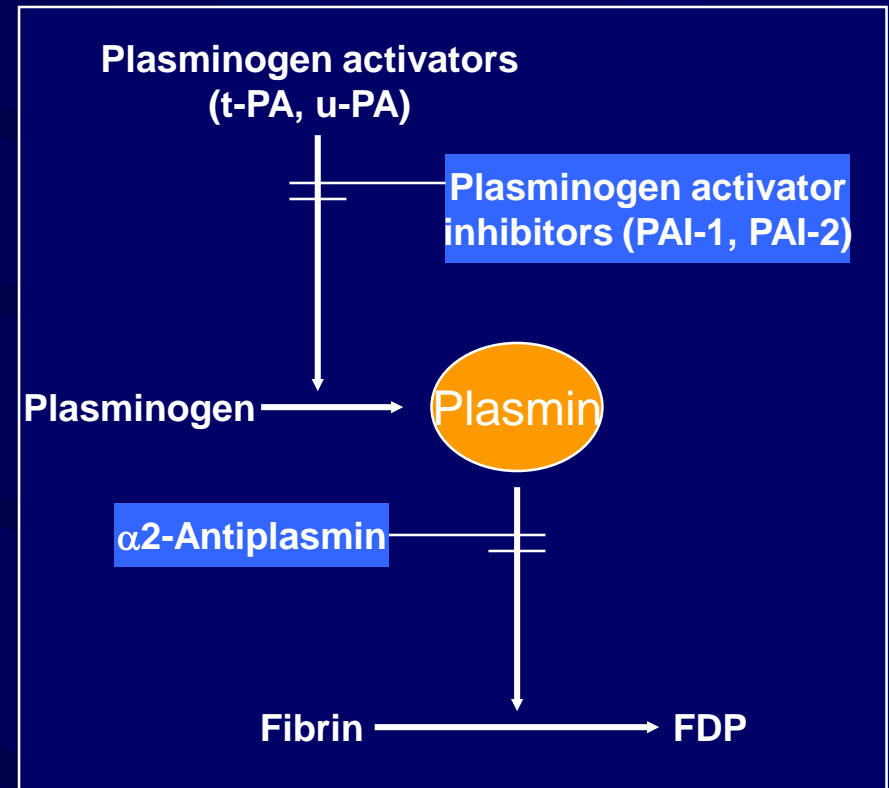 Plasminogen activators
(t-PA, u-PA)
Plasminogen activator
inhibitors (PAI-1, PAI-2)
Plasminogen
Plasmin
α2-Antiplasmin
Fibrin
FDP